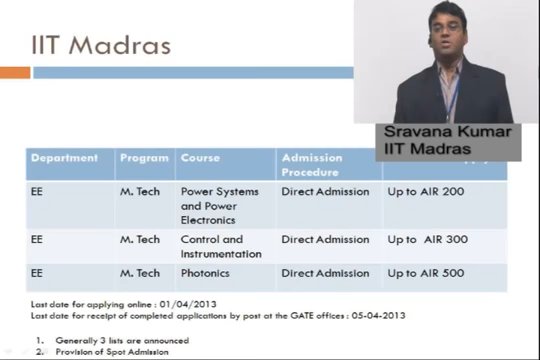 IIT Madras
Sravana Kumar
IIT Madras
Department Program Course Admission Procedure
EE M. Tech Power Systems and Power Electronics Direct Admission Up to AIR 200
EE M. Tech Control and Instrumentation Direct Admission Up to AIR 300
EE M. Tech Photonics Direct Admission Up to AIR 500
Last date for applying online : 01/04/2013
Last date for receipt of completed applications by post at the GATE offices : 05-04-2013
1. Generally 3 lists are announced
2. Provision of Spot Admission